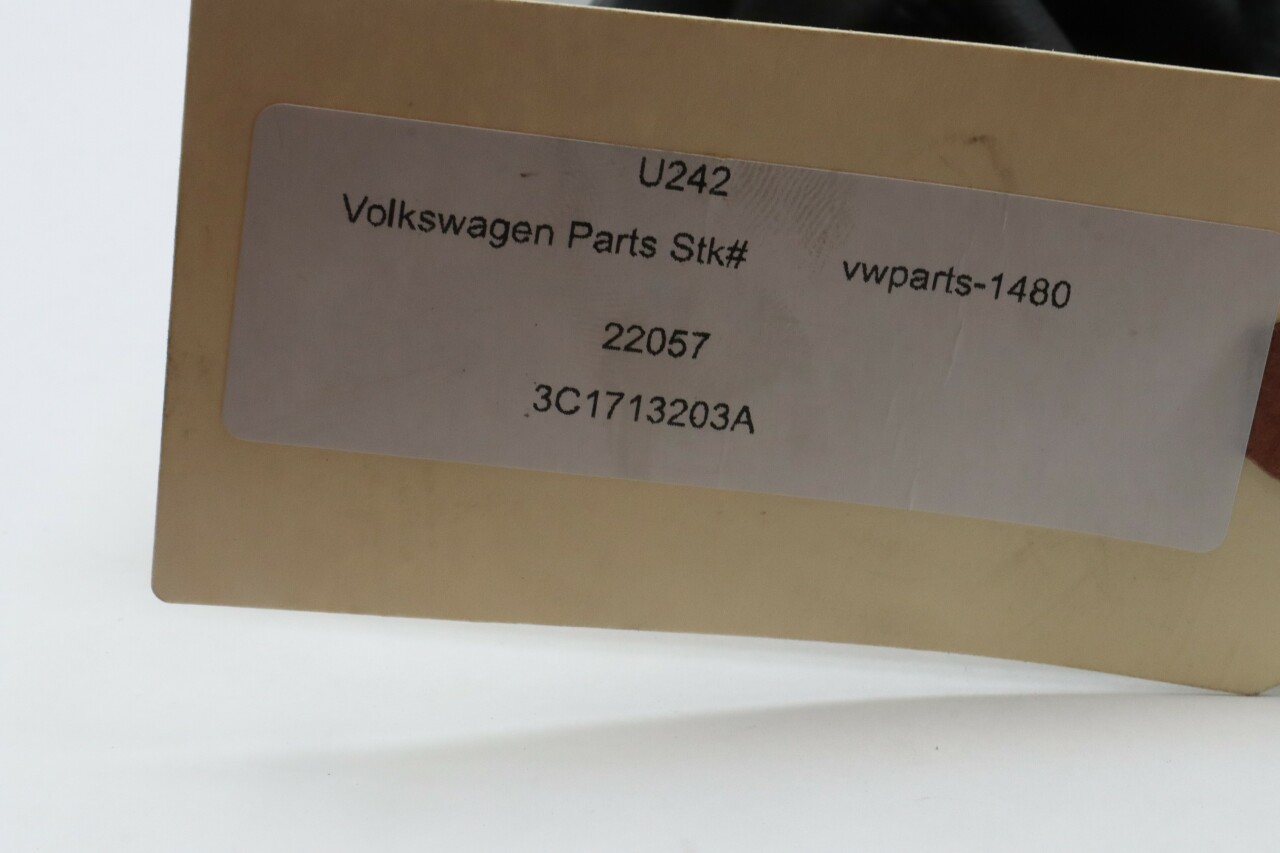 U242
Volkswagen Parts Stk# vwparts-1480
22057
3C1713203A